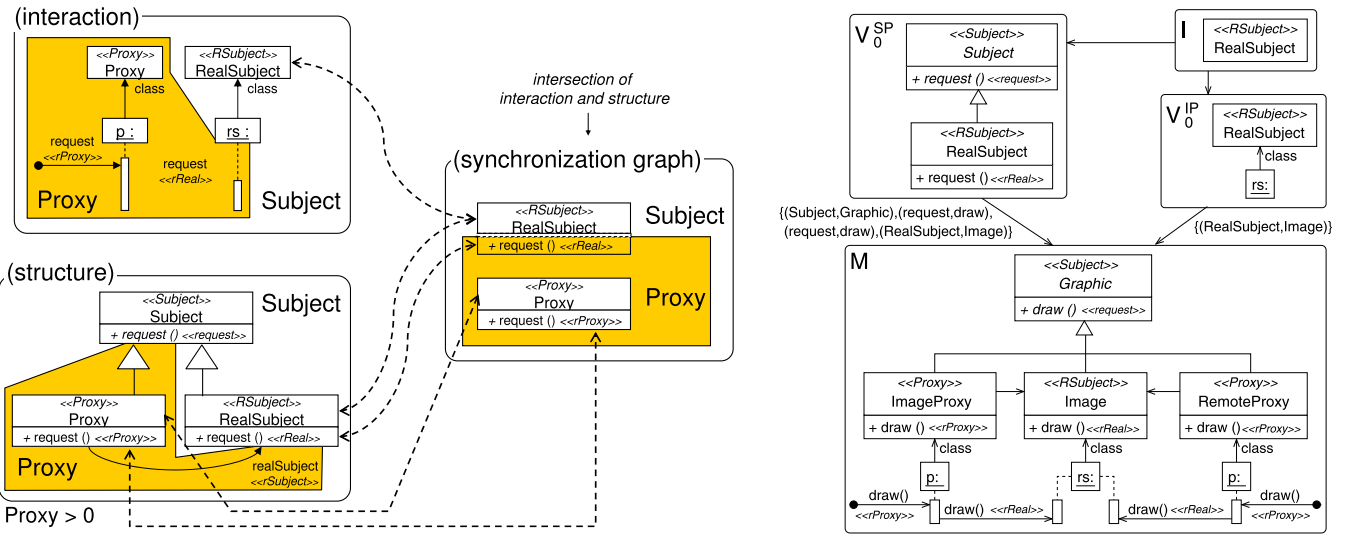 (interaction)
<<Proxy>>
Proxy
<<RSubject>>
RealSubject
class
class
p :
rs :
request
<<rProxy>>
request
<<rReal>>
Proxy
Subject
(structure)
Subject
<<Subject>>
Subject
+ request () <<request>>
<<Proxy>>
Proxy
+ request () <<rProxy>>
<<RSubject>>
RealSubject
+ request () <<rReal>>
Proxy
realSubject
<<rSubject>>
Proxy > 0
intersection of
interaction and structure
(synchronization graph)
<<RSubject>>
RealSubject
+ request () <<rReal>>
Subject
<<Proxy>>
Proxy
+ request () <<rProxy>>
Proxy
V0SP
<<Subject>>
Subject
+ request () <<request>>
<<RSubject>>
RealSubject
+ request () <<rReal>>
I
<<RSubject>>
RealSubject
V0IP
<<RSubject>>
RealSubject
class
rs:
{(Subject,Graphic),(request,draw),
(request,draw),(RealSubject,Image)}
{(RealSubject,Image)}
M
<<Subject>>
Graphic
+ draw () <<request>>
<<Proxy>>
ImageProxy
+ draw () <<rProxy>>
<<RSubject>>
Image
+ draw () <<rReal>>
<<Proxy>>
RemoteProxy
+ draw () <<rProxy>>
class
class
class
p:
rs:
p:
draw()
<<rProxy>>
draw() <<rReal>>
draw() <<rReal>>
draw()
<<rProxy>>